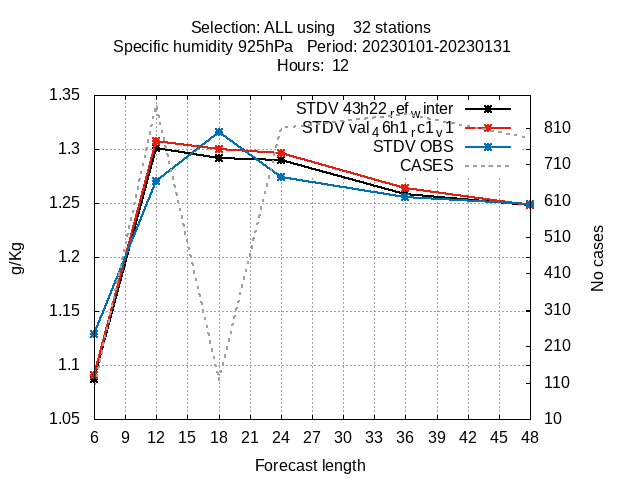 Selection: ALL using    32 stations
Specific humidity 925hPa   Period: 20230101-20230131
Hours:  12
STDV 43h22ref_winter
STDV val46h1rc1v1
STDV OBS
CASES
1.35
1.3
1.25
1.2
1.15
1.1
1.05
g/Kg
810
710
610
510
410
310
210
110
10
No cases
6 9 12 15 18 21 24 27 30 33 36 39 42 45 48
Forecast length